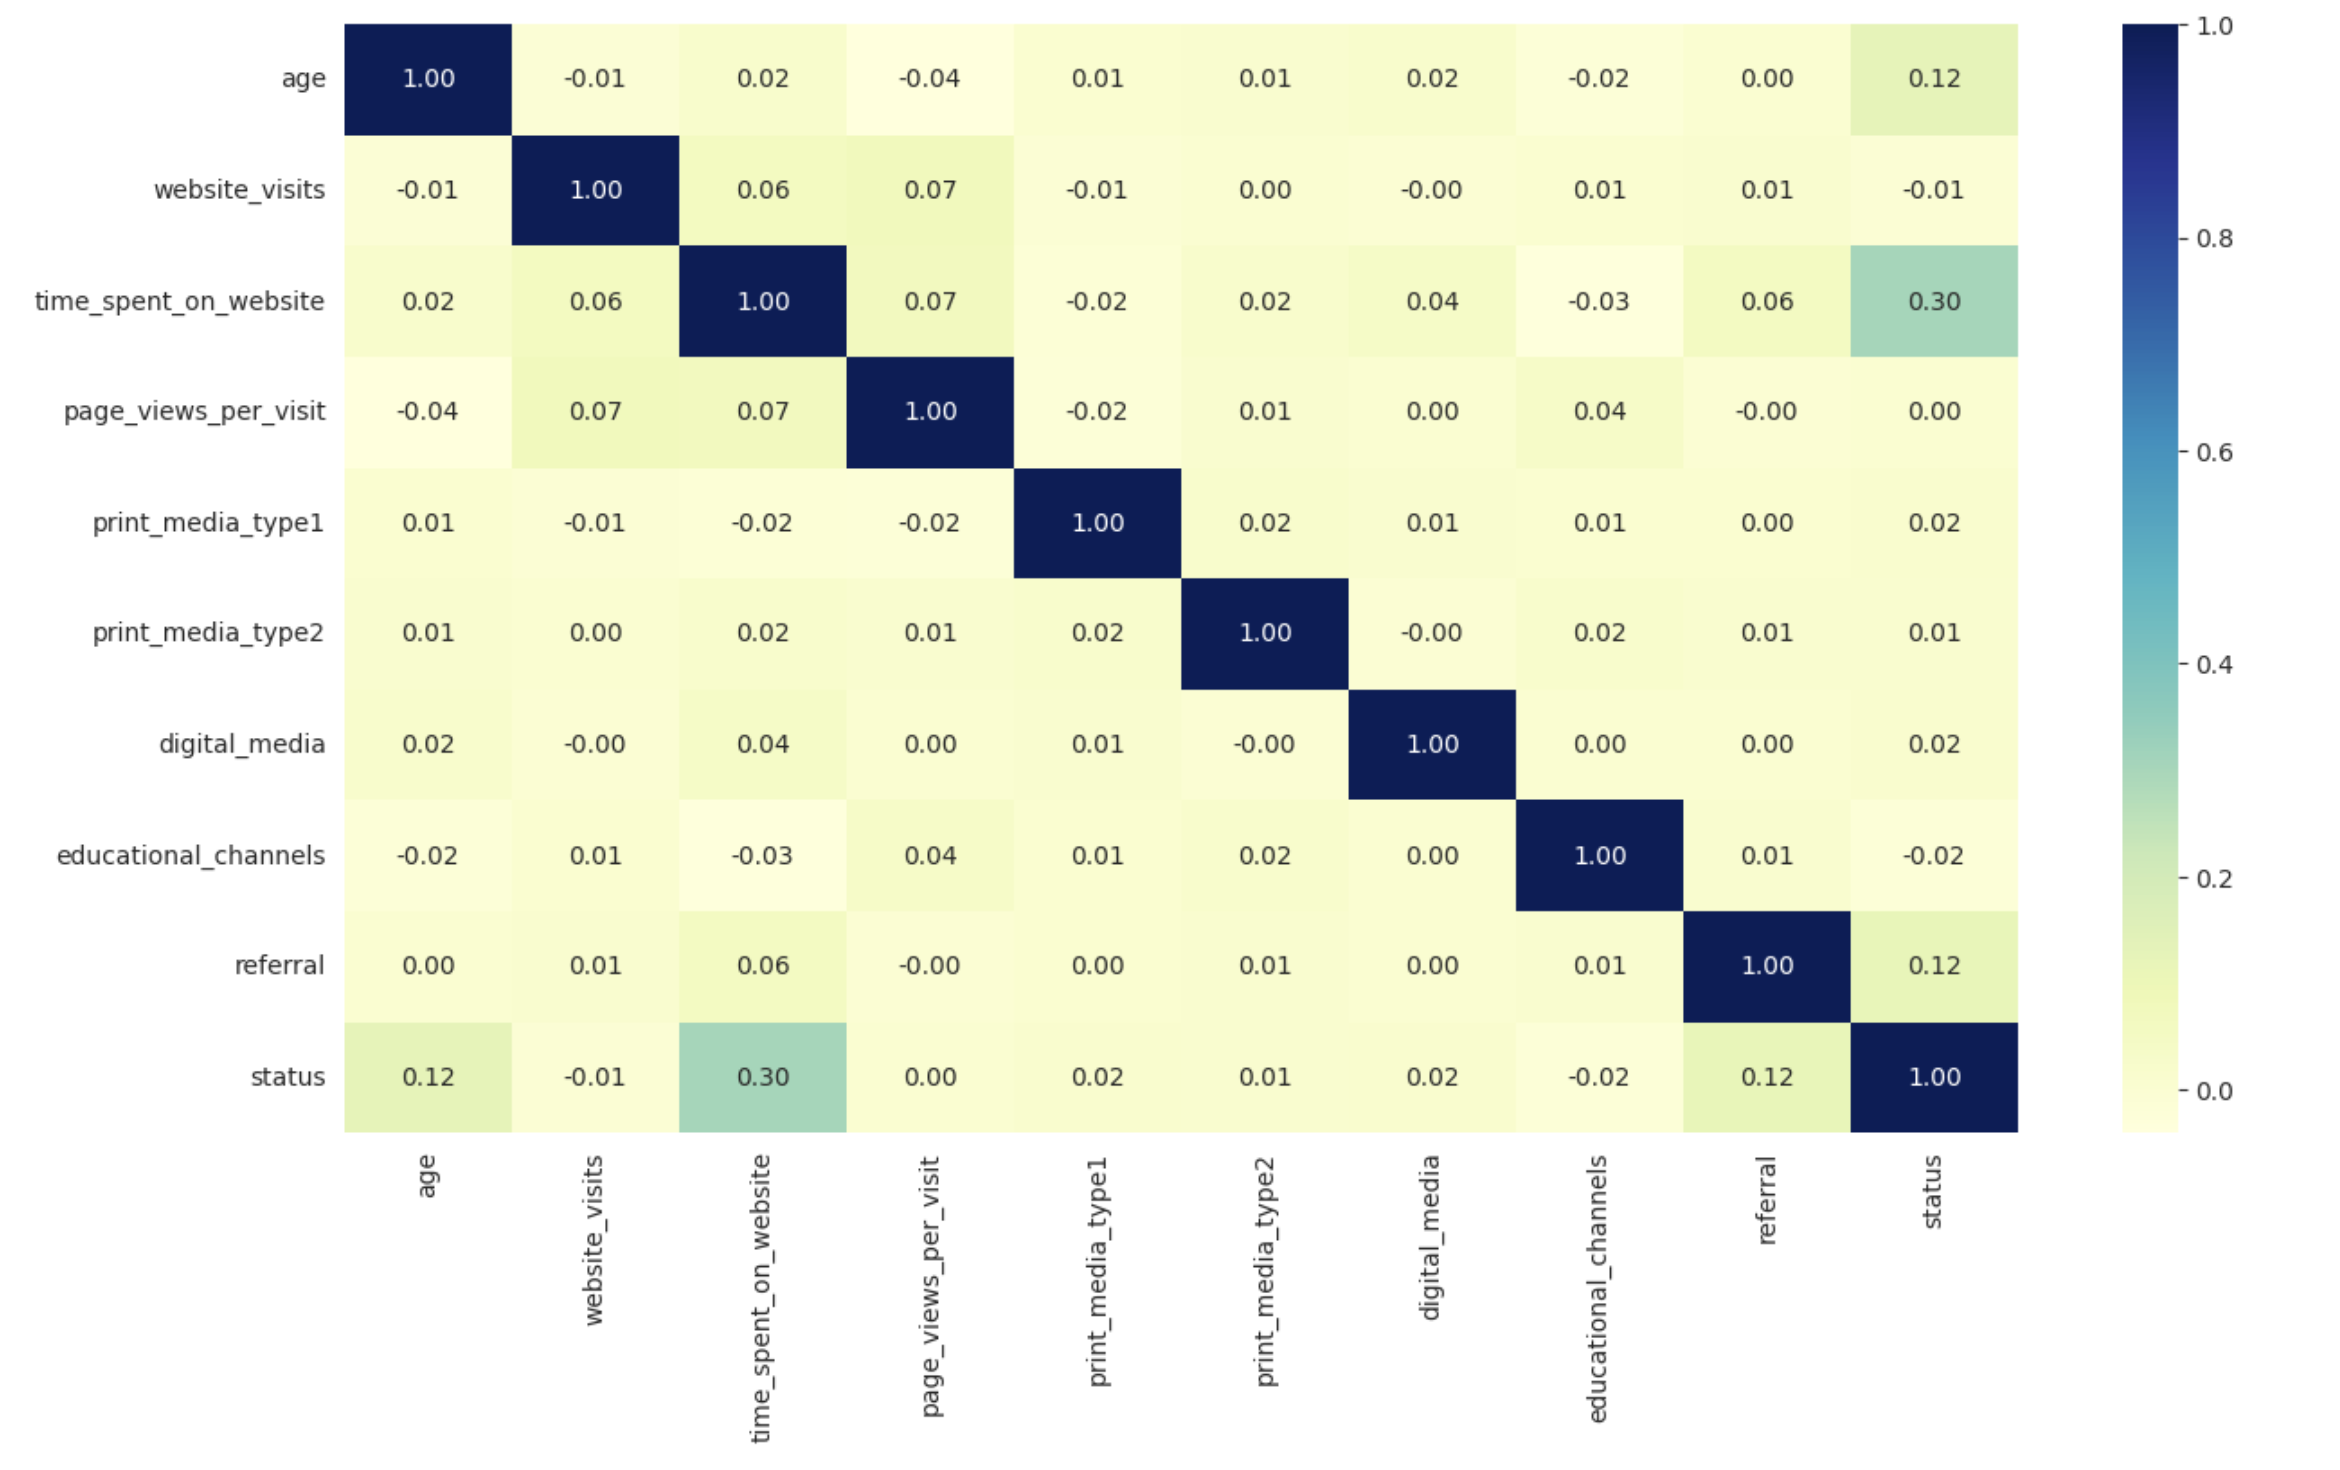 age 1.00 -0.01 0.02 -0.04 0.01 0.01 0.02 -0.02 0.00 0.12
website_visits -0.01 1.00 0.06 0.07 -0.01 0.00 -0.00 0.01 0.01 -0.01
time_spent_on_website 0.02 0.06 1.00 0.07 -0.02 0.02 0.04 -0.03 0.06 0.30
page_views_per_visit -0.04 0.07 0.07 1.00 -0.02 0.01 0.00 0.04 -0.00 0.00
print_media_type1 0.01 -0.01 -0.02 -0.02 1.00 0.02 0.01 0.01 0.00 0.02
print_media_type2 0.01 0.00 0.02 0.01 0.02 1.00 -0.00 0.02 0.01 0.01
digital_media 0.02 -0.00 0.04 0.00 0.01 -0.00 1.00 0.00 0.00 0.02
educational_channels -0.02 0.01 -0.03 0.04 0.01 0.02 0.00 1.00 0.01 -0.02
referral 0.00 0.01 0.06 -0.00 0.00 0.01 0.00 0.01 1.00 0.12
status 0.12 -0.01 0.30 0.00 0.02 0.01 0.02 -0.02 0.12 1.00
age
website_visits
time_spent_on_website
page_views_per_visit
print_media_type1
print_media_type2
digital_media
educational_channels
referral
status
1.0
0.8
0.6
0.4
0.2
0.0